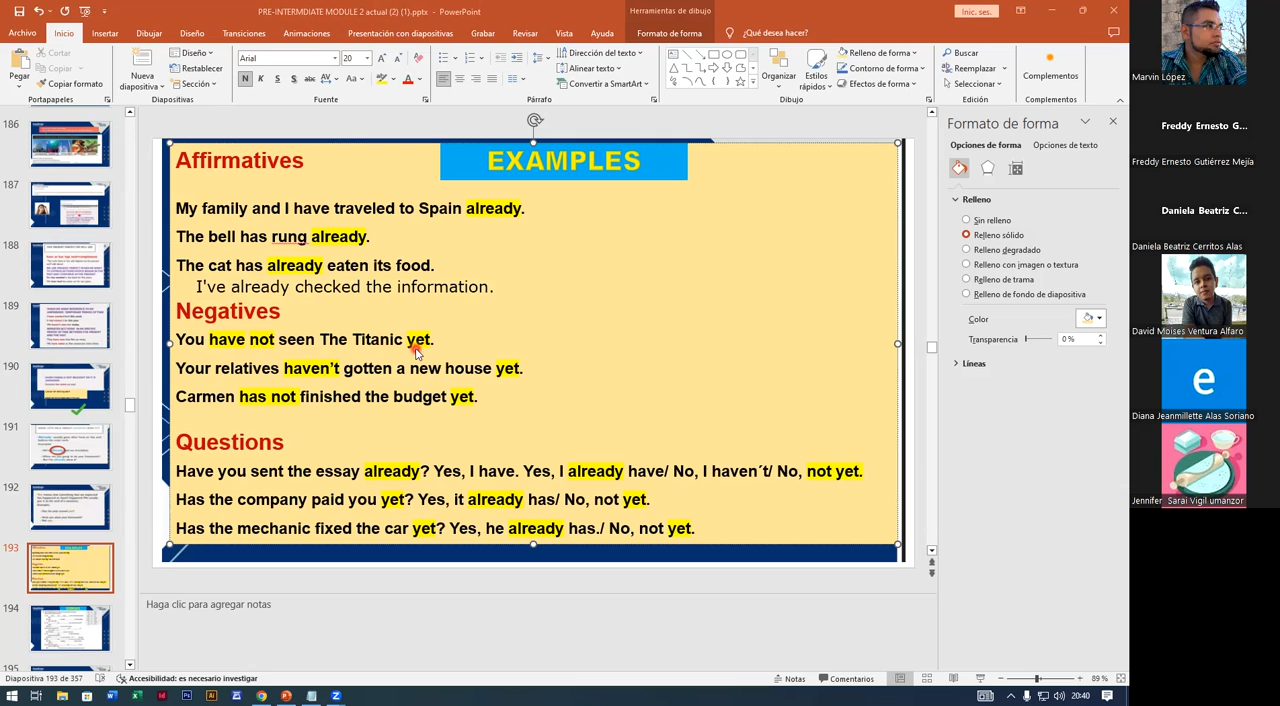 PRE-INTERMDIATE MODULE 2 actual (2) (1).pptx - PowerPoint
Herramientas de dibujo
Inic. ses.
Archivo Inicio Insertar Dibujar Diseño Transiciones Animaciones Presentación con diapositivas Grabar Revisar Vista Ayuda Formato de forma ¿Qué desea hacer?
Pegar
Cortar
Copiar
Copiar formato
Portapapeles
Nueva diapositiva
Diseño
Restablecer
Sección
Diapositivas
Arial 20
N K S S abc AV Aa A
Fuente
Dirección del texto
Alinear texto
Convertir a SmartArt
Párrafo
Organizar
Estilos rápidos
Relleno de forma
Contorno de forma
Efectos de forma
Dibujo
Buscar
Reemplazar
Seleccionar
Edición
Complementos
Complementos
186
187
188
189
190
191
192
193
194
195
EXAMPLES
Affirmatives
My family and I have traveled to Spain already.
The bell has rung already.
The cat has already eaten its food.
I've already checked the information.
Negatives
You have not seen The Titanic yet.
Your relatives haven’t gotten a new house yet.
Carmen has not finished the budget yet.
Questions
Have you sent the essay already? Yes, I have. Yes, I already have/ No, I haven´t/ No, not yet.
Has the company paid you yet? Yes, it already has/ No, not yet.
Has the mechanic fixed the car yet? Yes, he already has./ No, not yet.
Haga clic para agregar notas
Formato de forma
Opciones de forma Opciones de texto
Relleno
Sin relleno
Relleno sólido
Relleno degradado
Relleno con imagen o textura
Relleno de trama
Relleno de fondo de diapositiva
Color
Transparencia 0 %
Líneas
Marvin López
Freddy Ernesto G...
Freddy Ernesto Gutiérrez Mejía
Daniela Beatriz C...
Daniela Beatriz Cerritos Alas
David Moises Ventura Alfaro
e
Diana Jeanmillette Alas Soriano
Jennifer Sarai Vigil umanzor
Diapositiva 193 de 357 Accesibilidad: es necesario investigar Notas Comentarios 89 %
20:40